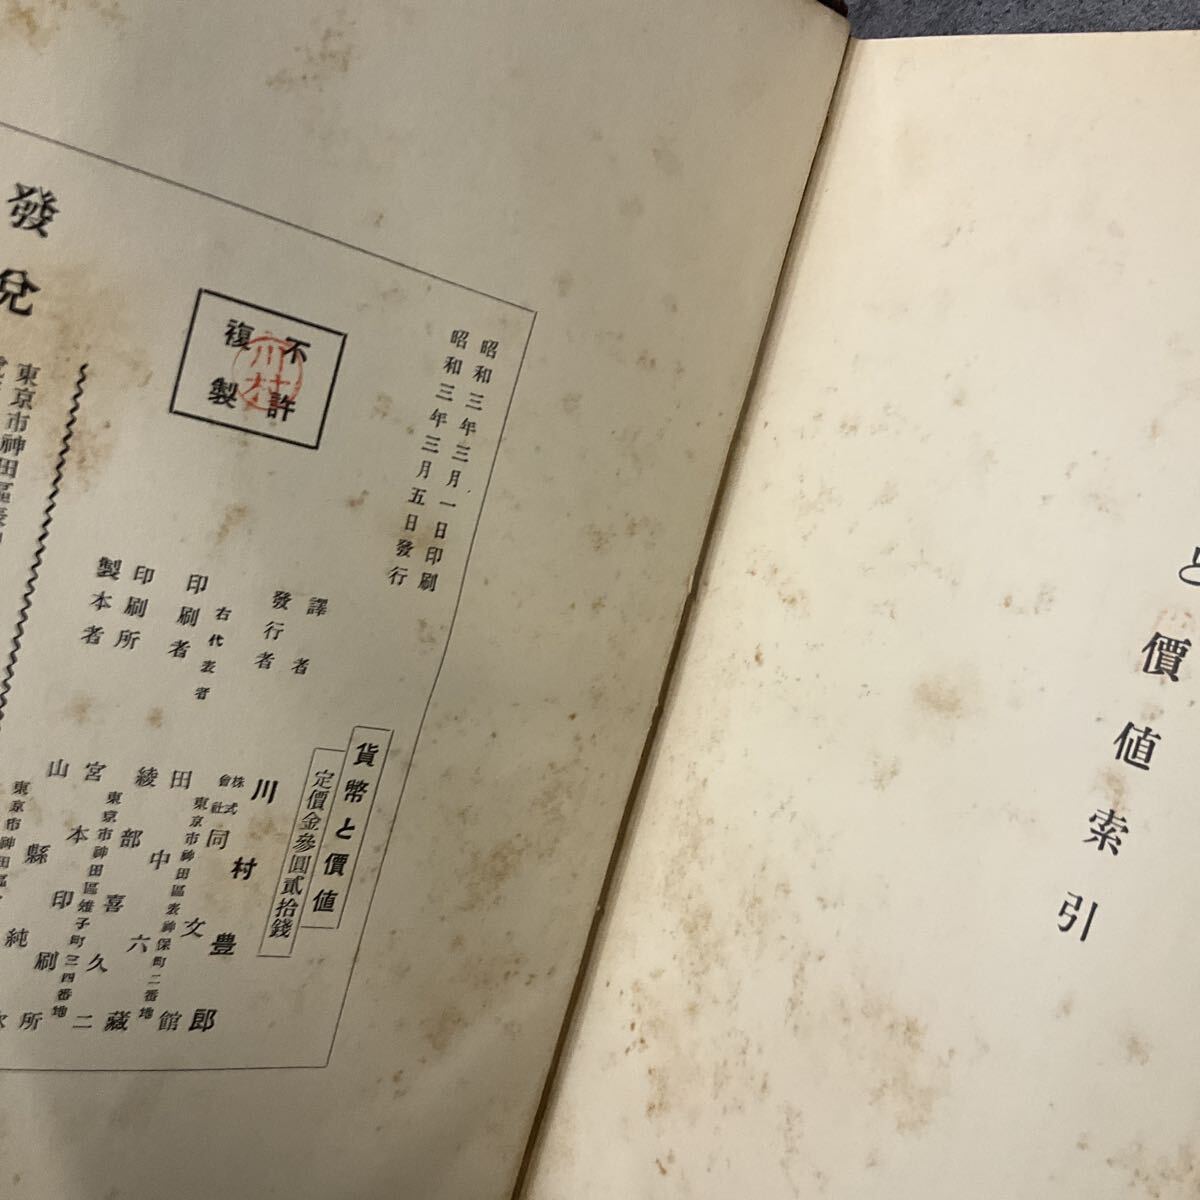 と價値索引
昭和三年三月一日印刷
昭和三年三月五日發行
貨幣と價値
定價金參圓貳拾錢
不許
複製
川村
譯者 川村豊郎
發行者 株式會社 同文館
東京市神田區表神保町二番地
右代表者 田中六藏
印刷者 綾部喜久二
東京市神田區雉子町三四番地
印刷所 宮本印刷所
製本者 山縣純次
東京市神田區
發兌
東京市神田區表